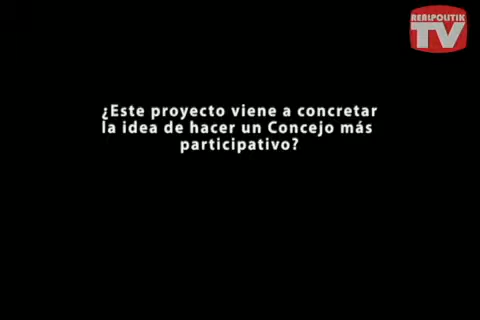 REALPOLITIK
TV
¿Este proyecto viene a concretar
la idea de hacer un Concejo más
participativo?